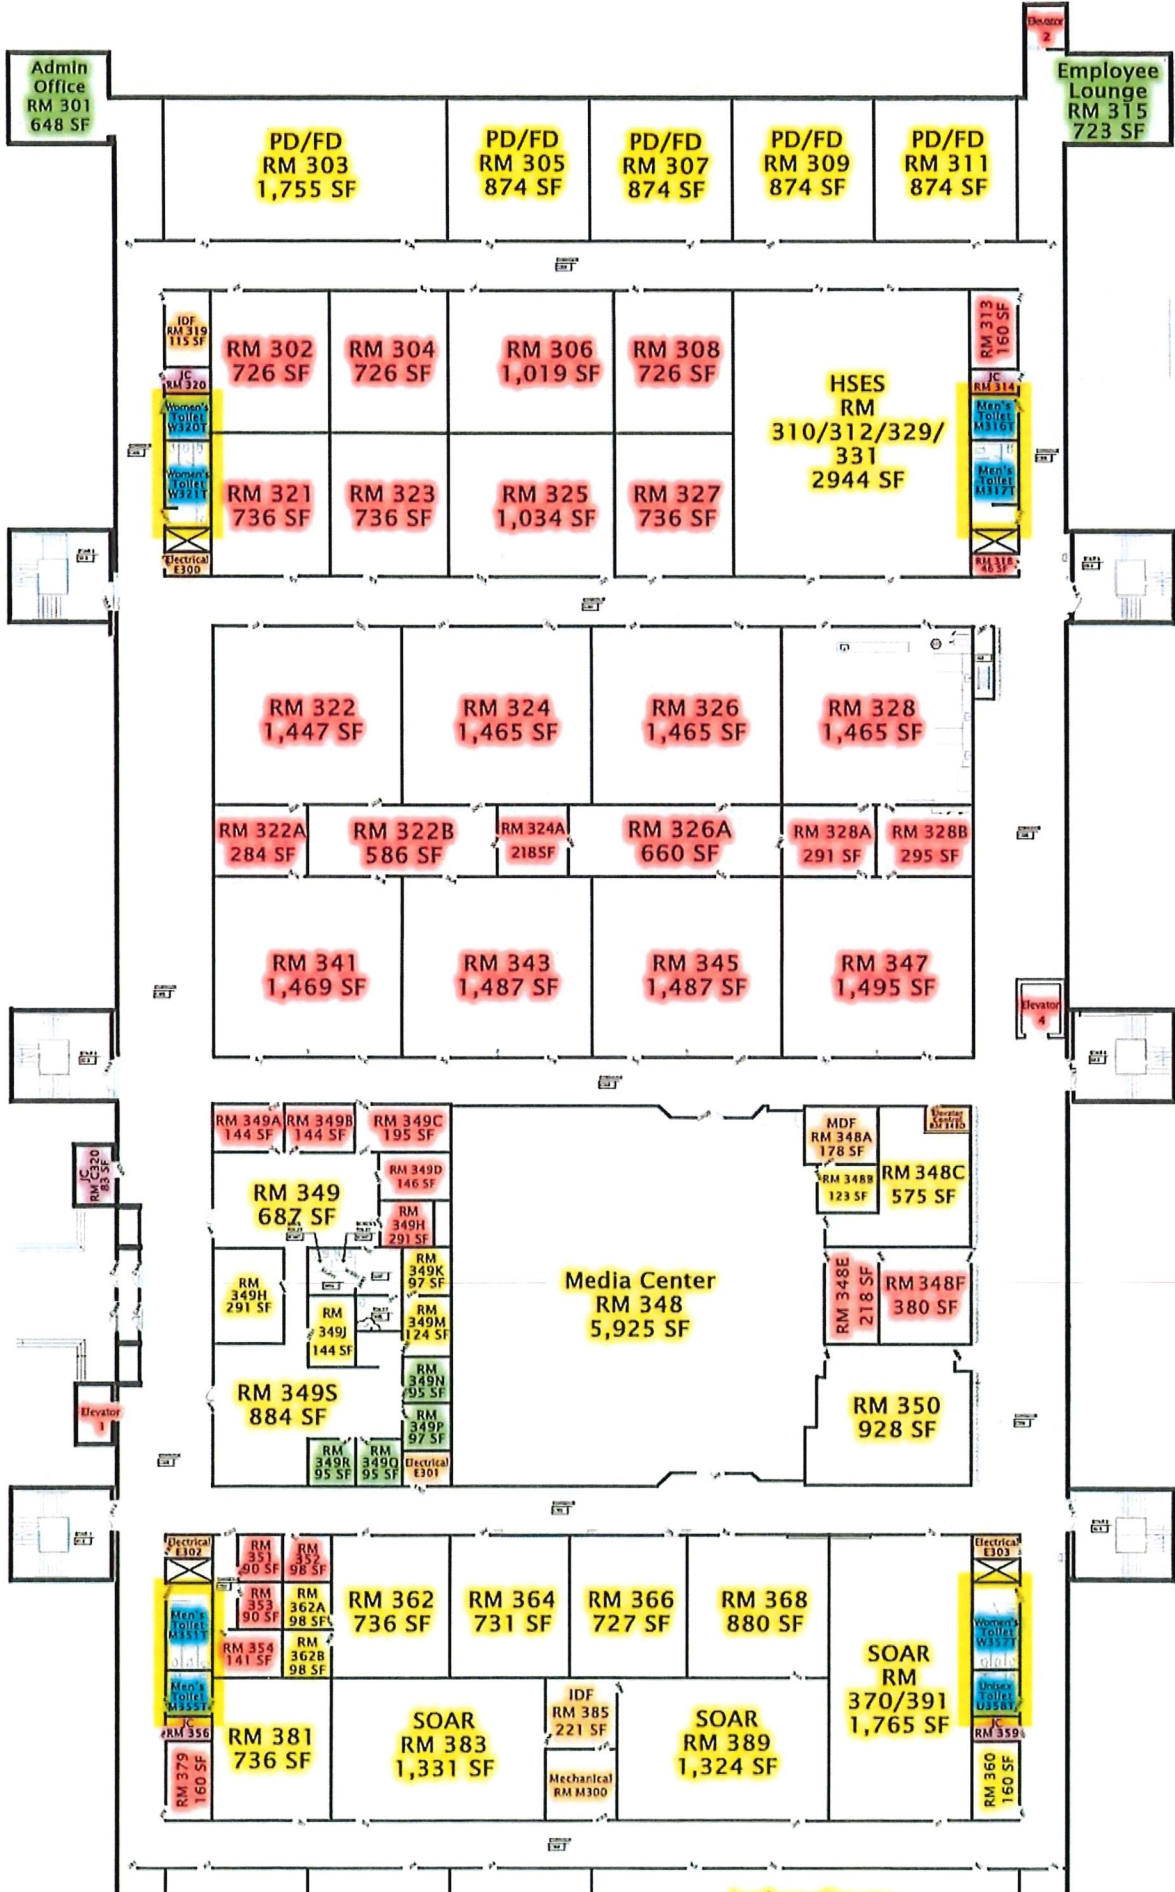 Elevator
2
Admin
Office
RM 301
648 SF
Employee
Lounge
RM 315
723 SF
PD/FD
RM 303
1,755 SF
PD/FD
RM 305
874 SF
PD/FD
RM 307
874 SF
PD/FD
RM 309
874 SF
PD/FD
RM 311
874 SF
IDF
RM 319
115 SF
JC
RM 320
Women's
Toilet
W320T
Women's
Toilet
W321T
Electrical
E300
RM 302
726 SF
RM 304
726 SF
RM 306
1,019 SF
RM 308
726 SF
RM 321
736 SF
RM 323
736 SF
RM 325
1,034 SF
RM 327
736 SF
HSES
RM
310/312/329/
331
2944 SF
RM 313
160 SF
JC
RM 314
Men's
Toilet
M316T
Men's
Toilet
M317T
RM 318
46 SF
RM 322
1,447 SF
RM 324
1,465 SF
RM 326
1,465 SF
RM 328
1,465 SF
RM 322A
284 SF
RM 322B
586 SF
RM 324A
218SF
RM 326A
660 SF
RM 328A
291 SF
RM 328B
295 SF
RM 341
1,469 SF
RM 343
1,487 SF
RM 345
1,487 SF
RM 347
1,495 SF
Elevator
4
RM 349A
144 SF
RM 349B
144 SF
RM 349C
195 SF
JC
RM C320
83 SF
RM 349
687 SF
RM 349D
146 SF
RM
349H
291 SF
RM
349H
291 SF
RM
349J
144 SF
RM
349K
97 SF
RM
349M
124 SF
RM
349N
95 SF
RM
349P
97 SF
RM 349S
884 SF
RM
349R
95 SF
RM
349Q
95 SF
Electrical
E301
Elevator
1
Media Center
RM 348
5,925 SF
MDF
RM 348A
178 SF
RM 348B
123 SF
Elevator
Control
RM 348D
RM 348C
575 SF
RM 348E
218 SF
RM 348F
380 SF
RM 350
928 SF
Electrical
E302
Men's
Toilet
M351T
Men's
Toilet
M355T
JC
RM 356
RM 379
160 SF
RM
351
90 SF
RM
352
98 SF
RM
353
90 SF
RM
362A
98 SF
RM 354
141 SF
RM
362B
98 SF
RM 362
736 SF
RM 364
731 SF
RM 366
727 SF
RM 368
880 SF
RM 381
736 SF
SOAR
RM 383
1,331 SF
IDF
RM 385
221 SF
Mechanical
RM M300
SOAR
RM 389
1,324 SF
SOAR
RM
370/391
1,765 SF
Electrical
E303
Women's
Toilet
W357T
Unisex
Toilet
U358T
JC
RM 359
RM 360
160 SF